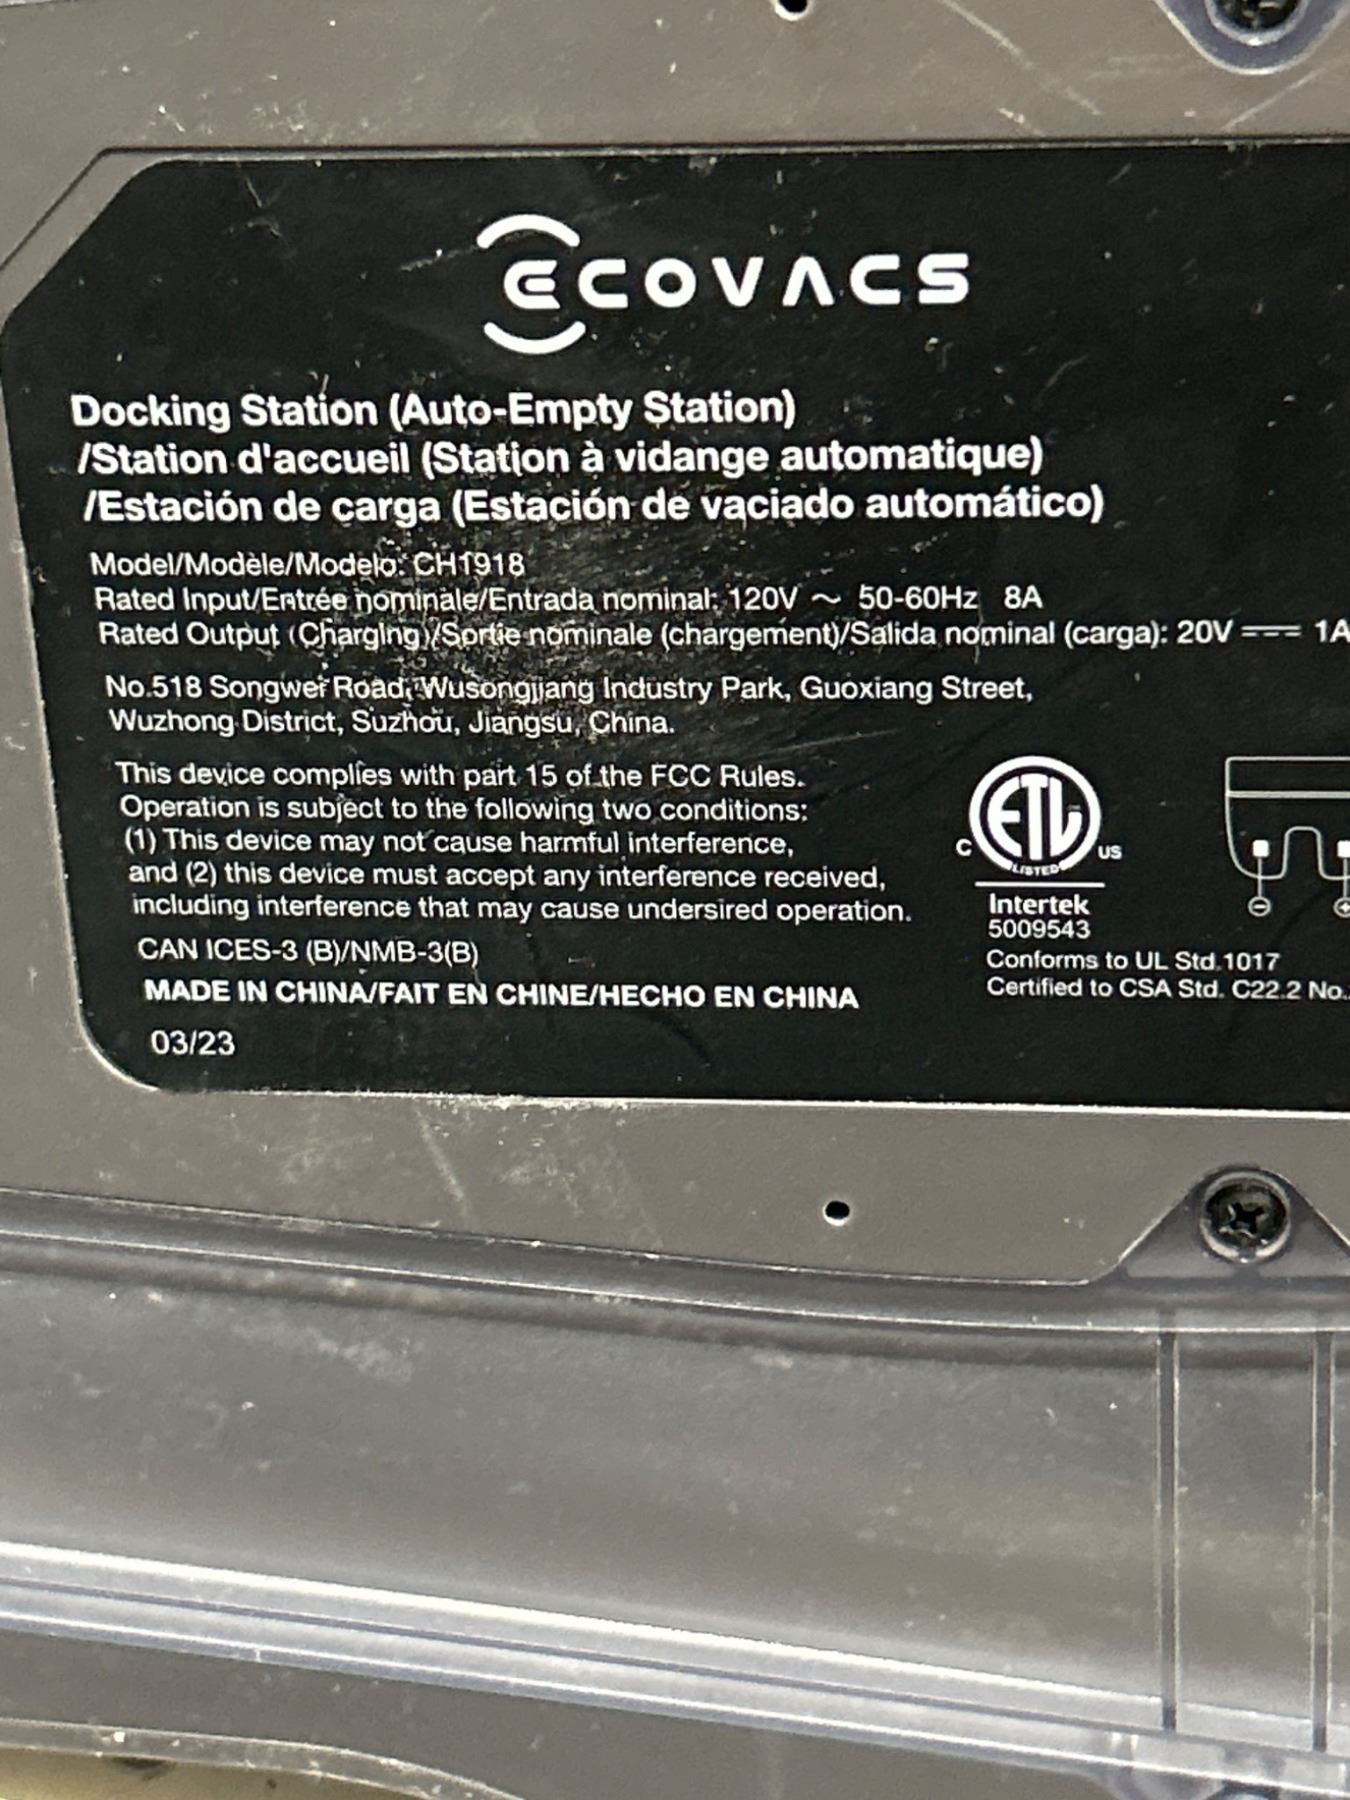 ECOVACS
Docking Station (Auto-Empty Station)
/Station d'accueil (Station à vidange automatique)
/Estación de carga (Estación de vaciado automático)
Model/Modèle/Modelo: CH1918
Rated Input/Entrée nominale/Entrada nominal: 120V ～ 50-60Hz 8A
Rated Output (Charging)/Sortie nominale (chargement)/Salida nominal (carga): 20V ⎓ 1A
No.518 Songwei Road, Wusongjiang Industry Park, Guoxiang Street,
Wuzhong District, Suzhou, Jiangsu, China.
This device complies with part 15 of the FCC Rules.
Operation is subject to the following two conditions:
(1) This device may not cause harmful interference,
and (2) this device must accept any interference received,
including interference that may cause undersired operation.
CAN ICES-3 (B)/NMB-3(B)
MADE IN CHINA/FAIT EN CHINE/HECHO EN CHINA
03/23
C ETL US
LISTED
Intertek
5009543
Conforms to UL Std.1017
Certified to CSA Std. C22.2 No.